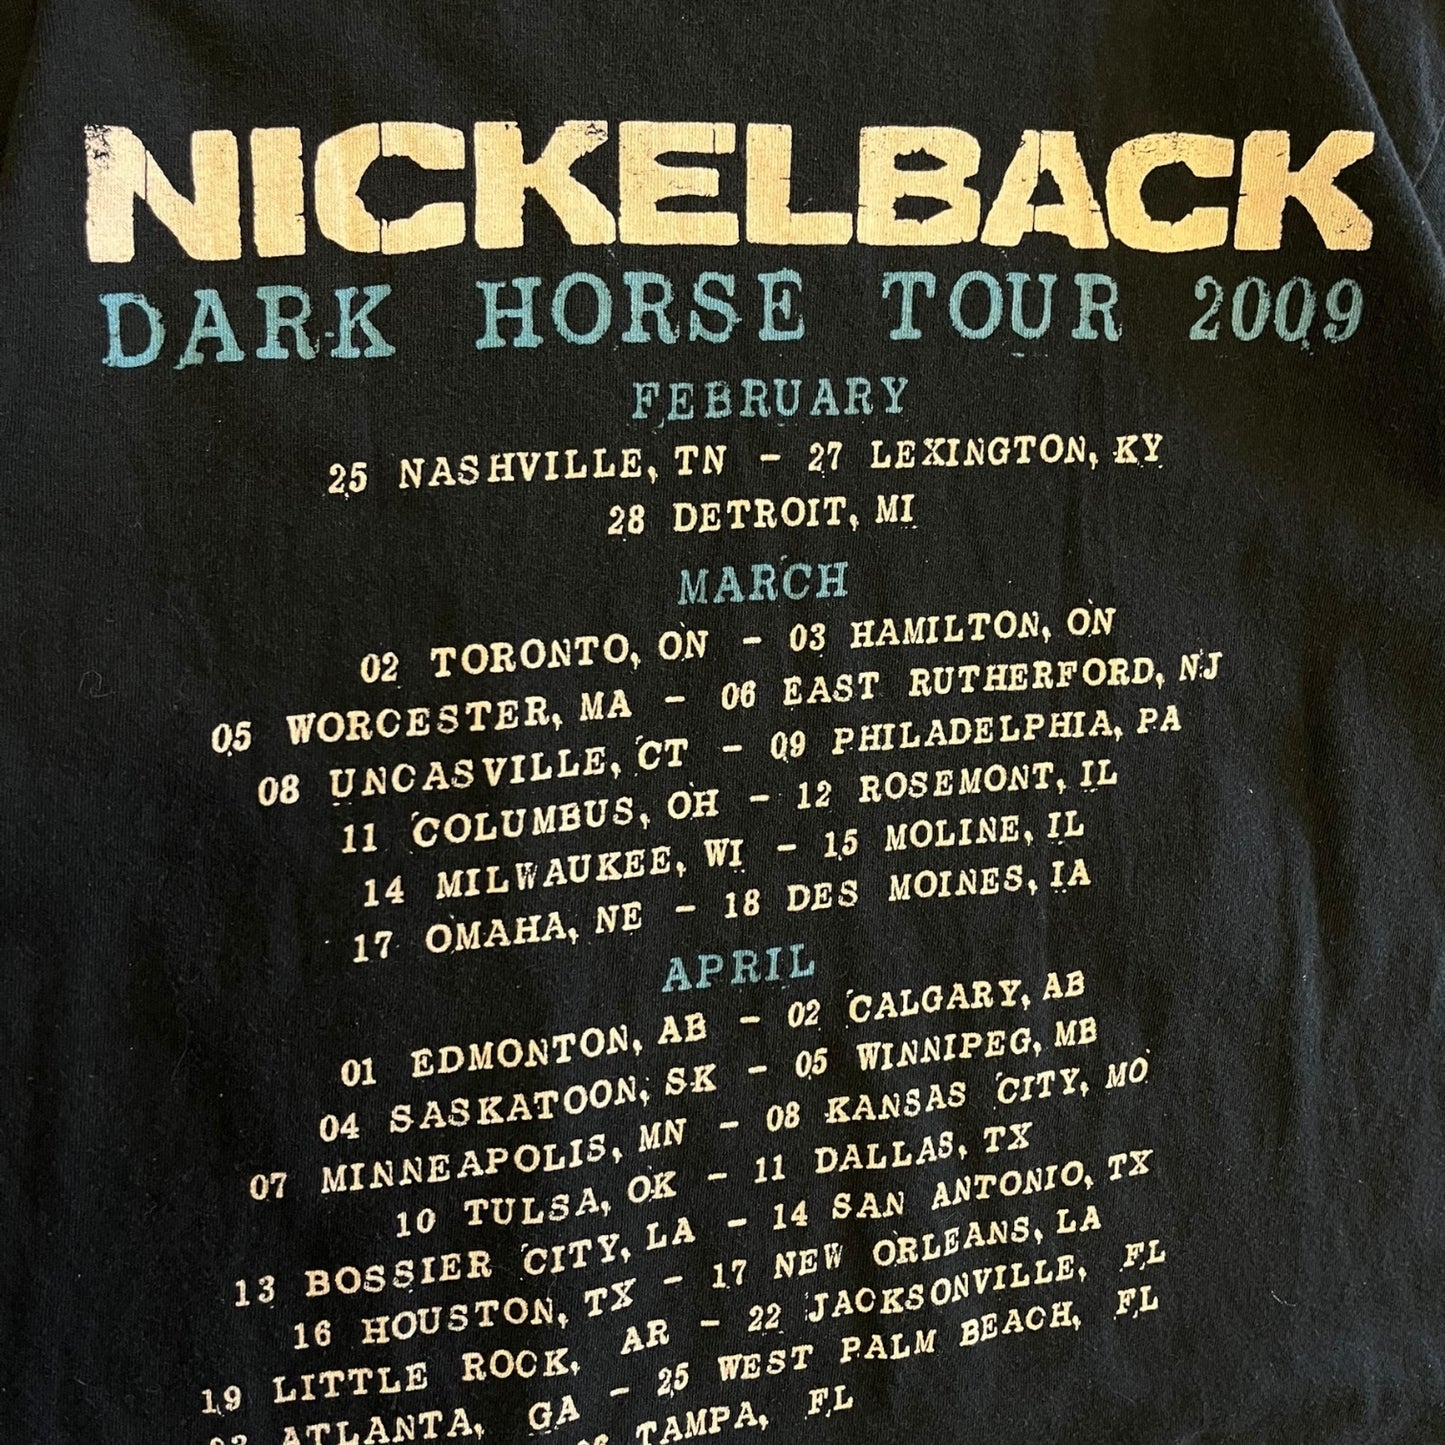 NICKELBACK
DARK HORSE TOUR 2009
FEBRUARY
25 NASHVILLE, TN - 27 LEXINGTON, KY
28 DETROIT, MI
MARCH
02 TORONTO, ON - 03 HAMILTON, ON
05 WORCESTER, MA - 06 EAST RUTHERFORD, NJ
08 UNCASVILLE, CT - 09 PHILADELPHIA, PA
11 COLUMBUS, OH - 12 ROSEMONT, IL
14 MILWAUKEE, WI - 15 MOLINE, IL
17 OMAHA, NE - 18 DES MOINES, IA
APRIL
01 EDMONTON, AB - 02 CALGARY, AB
04 SASKATOON, SK - 05 WINNIPEG, MB
07 MINNEAPOLIS, MN - 08 KANSAS CITY, MO
10 TULSA, OK - 11 DALLAS, TX
13 BOSSIER CITY, LA - 14 SAN ANTONIO, TX
16 HOUSTON, TX - 17 NEW ORLEANS, LA
19 LITTLE ROCK, AR - 22 JACKSONVILLE, FL
ATLANTA, GA - 25 WEST PALM BEACH, FL
TAMPA, FL